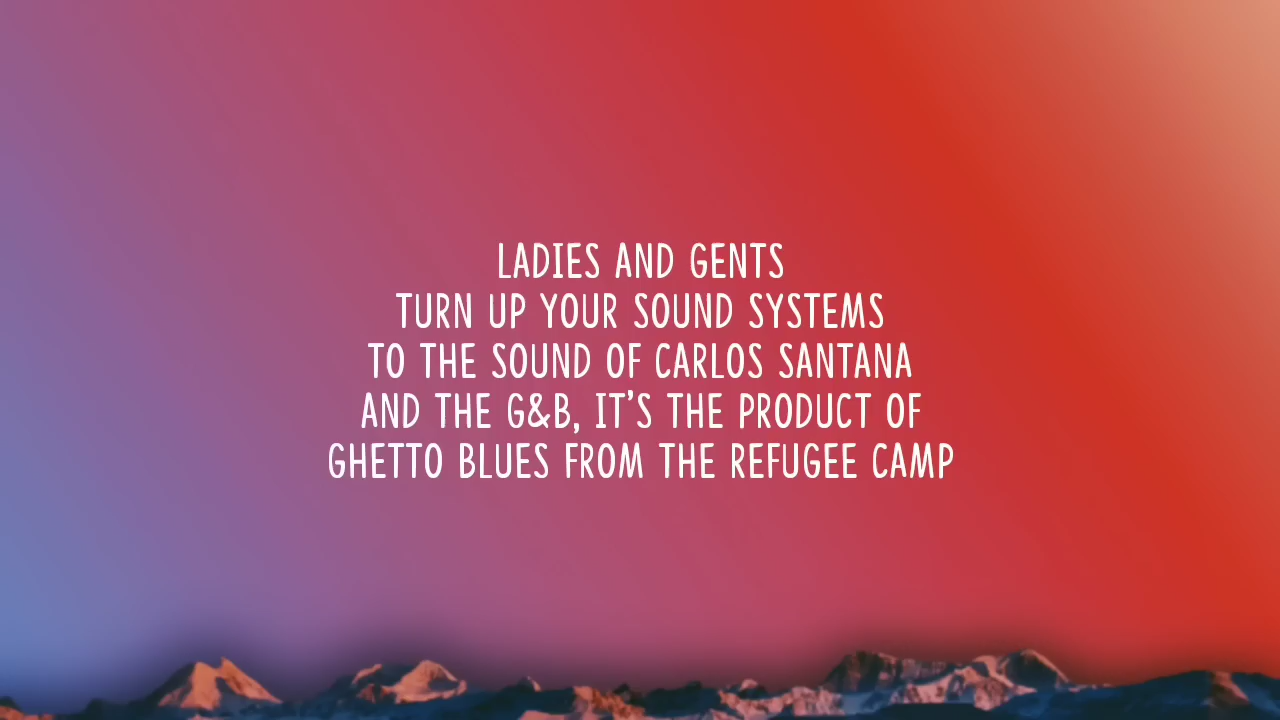 LADIES AND GENTS
TURN UP YOUR SOUND SYSTEMS
TO THE SOUND OF CARLOS SANTANA
AND THE G&B, IT'S THE PRODUCT OF
GHETTO BLUES FROM THE REFUGEE CAMP